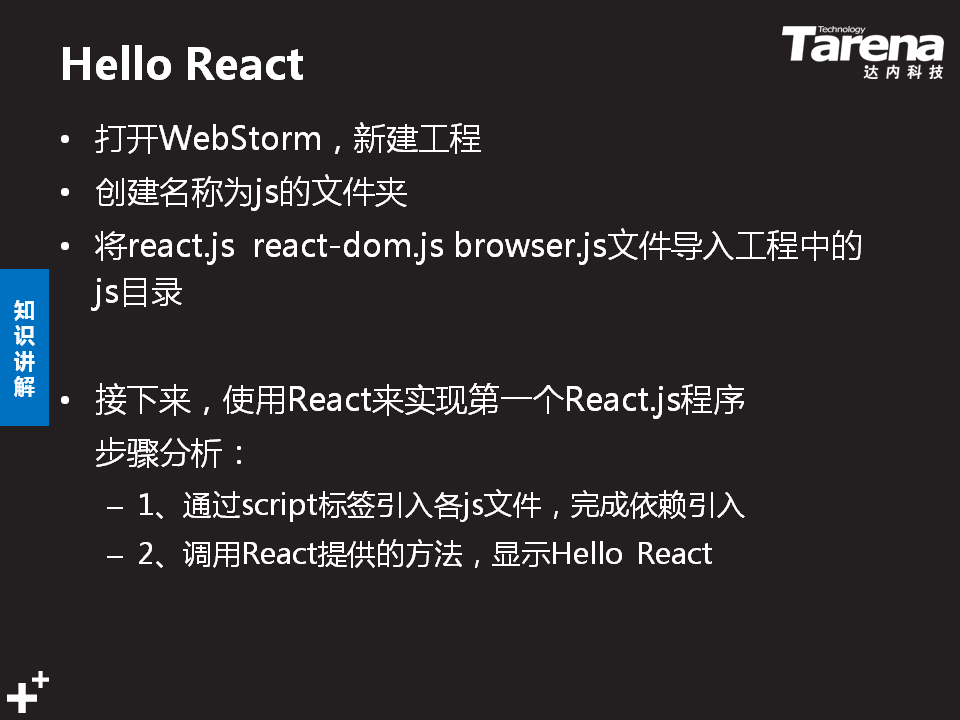 Hello React
Technology
Tarena
达内科技
• 打开WebStorm，新建工程
• 创建名称为js的文件夹
• 将react.js react-dom.js browser.js文件导入工程中的
js目录
知
识
讲
解
• 接下来，使用React来实现第一个React.js程序
步骤分析：
– 1、通过script标签引入各js文件，完成依赖引入
– 2、调用React提供的方法，显示Hello React